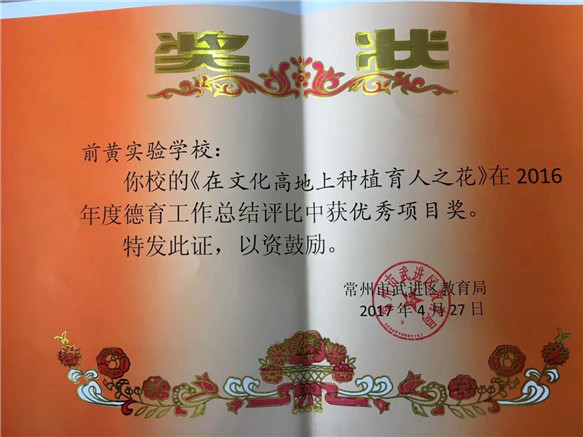 奖 状
前黄实验学校：
你校的《在文化高地上种植育人之花》在2016
年度德育工作总结评比中获优秀项目奖。
特发此证，以资鼓励。
常州市武进区教育局
2017年4月27日